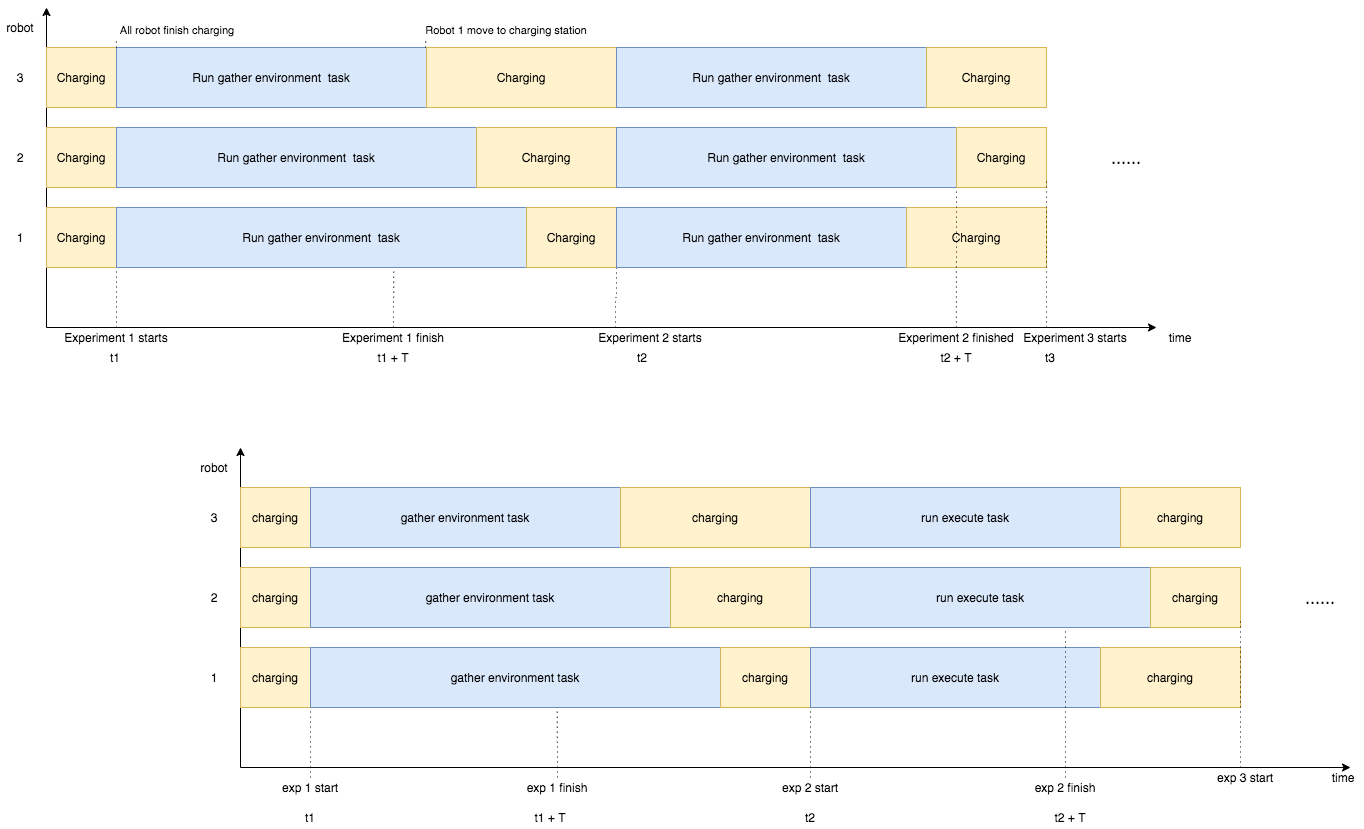 robot
All robot finish charging
Robot 1 move to charging station
3
Charging
Run gather environment  task
Charging
Run gather environment  task
Charging
2
Charging
Run gather environment  task
Charging
Run gather environment  task
Charging
......
1
Charging
Run gather environment  task
Charging
Run gather environment  task
Charging
Experiment 1 starts
Experiment 1 finish
Experiment 2 starts
Experiment 2 finished
Experiment 3 starts
time
t1
t1 + T
t2
t2 + T
t3
robot
3
charging
gather environment task
charging
run execute task
charging
2
charging
gather environment task
charging
run execute task
charging
......
1
charging
gather environment task
charging
run execute task
charging
exp 1 start
exp 1 finish
exp 2 start
exp 2 finish
exp 3 start
time
t1
t1 + T
t2
t2 + T